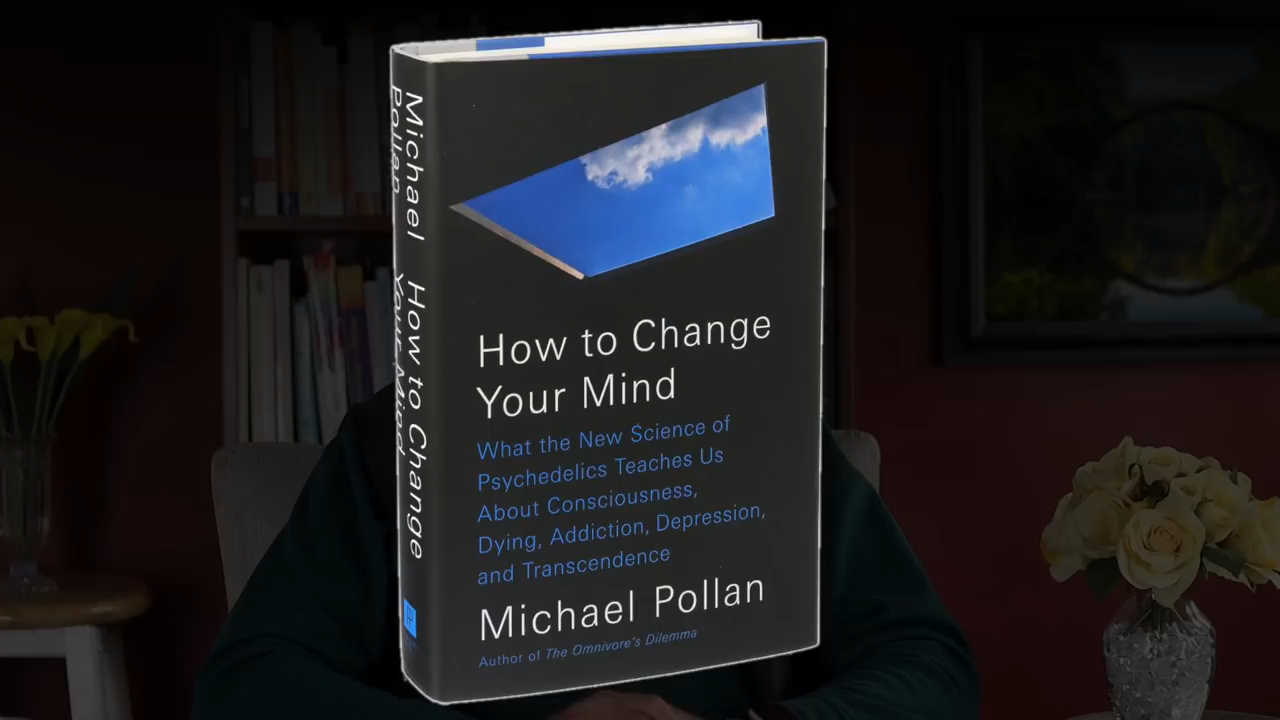 Michael
Pollan
How to Change
Your Mind
How to Change
Your Mind
What the New Science of
Psychedelics Teaches Us
About Consciousness,
Dying, Addiction, Depression,
and Transcendence
Michael Pollan
Author of The Omnivore's Dilemma